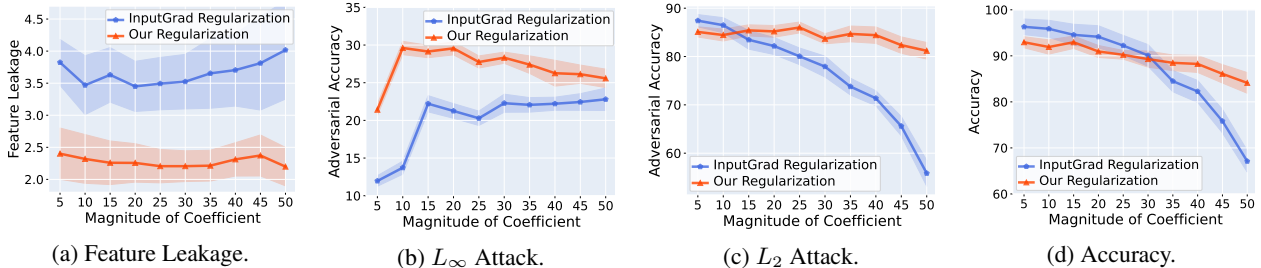 Feature Leakage
4.5
4.0
3.5
3.0
2.5
2.0
InputGrad Regularization
Our Regularization
5 10 15 20 25 30 35 40 45 50
Magnitude of Coefficient
(a) Feature Leakage.
Adversarial Accuracy
35
30
25
20
15
10
InputGrad Regularization
Our Regularization
5 10 15 20 25 30 35 40 45 50
Magnitude of Coefficient
(b) L∞ Attack.
Adversarial Accuracy
90
80
70
60
InputGrad Regularization
Our Regularization
5 10 15 20 25 30 35 40 45 50
Magnitude of Coefficient
(c) L2 Attack.
Accuracy
100
90
80
70
60
InputGrad Regularization
Our Regularization
5 10 15 20 25 30 35 40 45 50
Magnitude of Coefficient
(d) Accuracy.